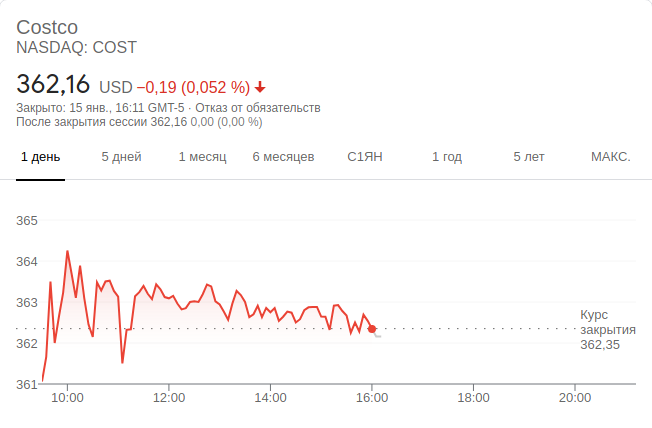 Costco
NASDAQ: COST
362,16 USD −0,19 (0,052 %)
Закрыто: 15 янв., 16:11 GMT-5 · Отказ от обязательств
После закрытия сессии 362,16 0,00 (0,00 %)
1 день 5 дней 1 месяц 6 месяцев С1ЯН 1 год 5 лет МАКС.
365
364
363
362
361
Курс
закрытия
362,35
10:00 12:00 14:00 16:00 18:00 20:00